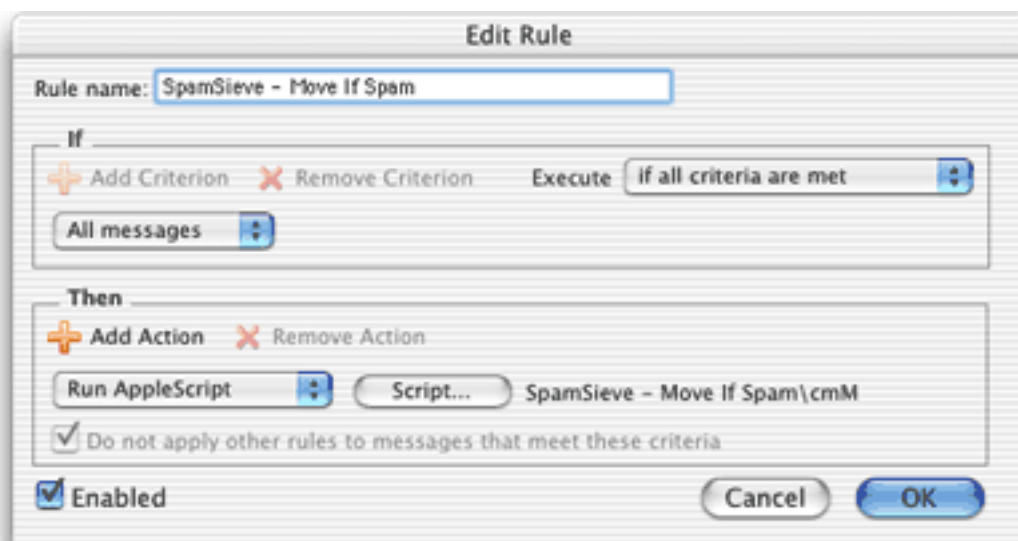 Edit Rule
Rule name: SpamSieve - Move If Spam
If
Add Criterion Remove Criterion Execute if all criteria are met
All messages
Then
Add Action Remove Action
Run AppleScript Script... SpamSieve - Move If Spam\cmM
Do not apply other rules to messages that meet these criteria
Enabled Cancel OK